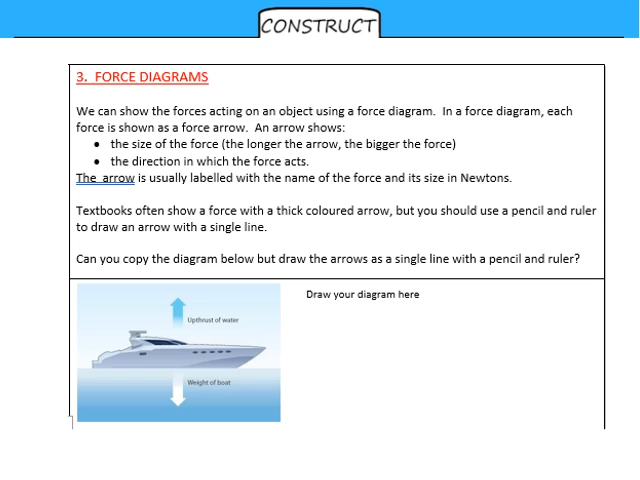 CONSTRUCT
3. FORCE DIAGRAMS
We can show the forces acting on an object using a force diagram. In a force diagram, each
force is shown as a force arrow. An arrow shows:
• the size of the force (the longer the arrow, the bigger the force)
• the direction in which the force acts.
The arrow is usually labelled with the name of the force and its size in Newtons.
Textbooks often show a force with a thick coloured arrow, but you should use a pencil and ruler
to draw an arrow with a single line.
Can you copy the diagram below but draw the arrows as a single line with a pencil and ruler?
Draw your diagram here
Upthrust of water
Weight of boat